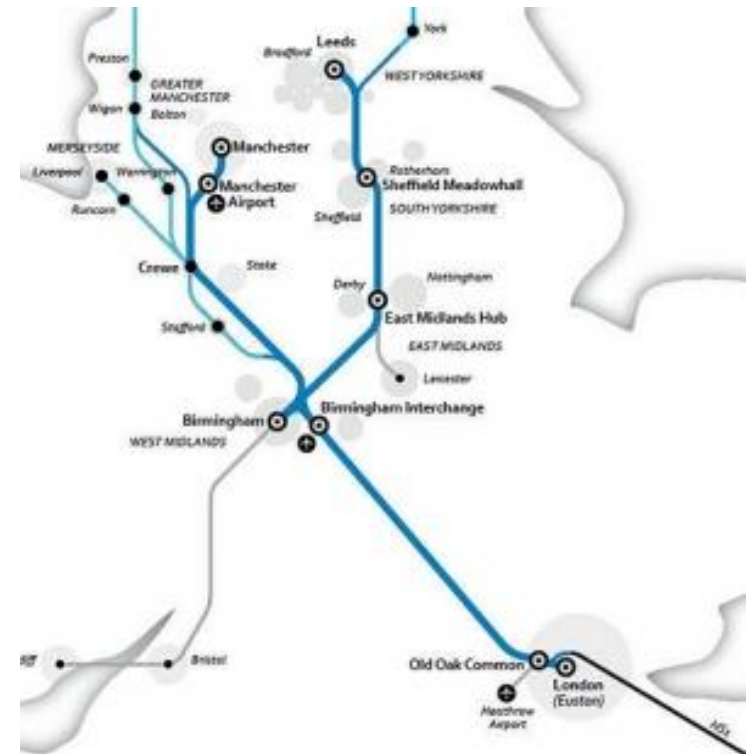 York
Leeds
Bradford
Preston
WEST YORKSHIRE
GREATER
MANCHESTER
Wigan
Bolton
MERSEYSIDE
Manchester
Liverpool
Warrington
Rotherham
Sheffield Meadowhall
Manchester
Airport
Runcorn
SOUTH YORKSHIRE
Sheffield
Crewe
Stoke
Nottingham
Derby
East Midlands Hub
Stafford
EAST MIDLANDS
Leicester
Birmingham Interchange
Birmingham
WEST MIDLANDS
Bristol
diff
Old Oak Common
London
(Euston)
Heathrow
Airport
HS1